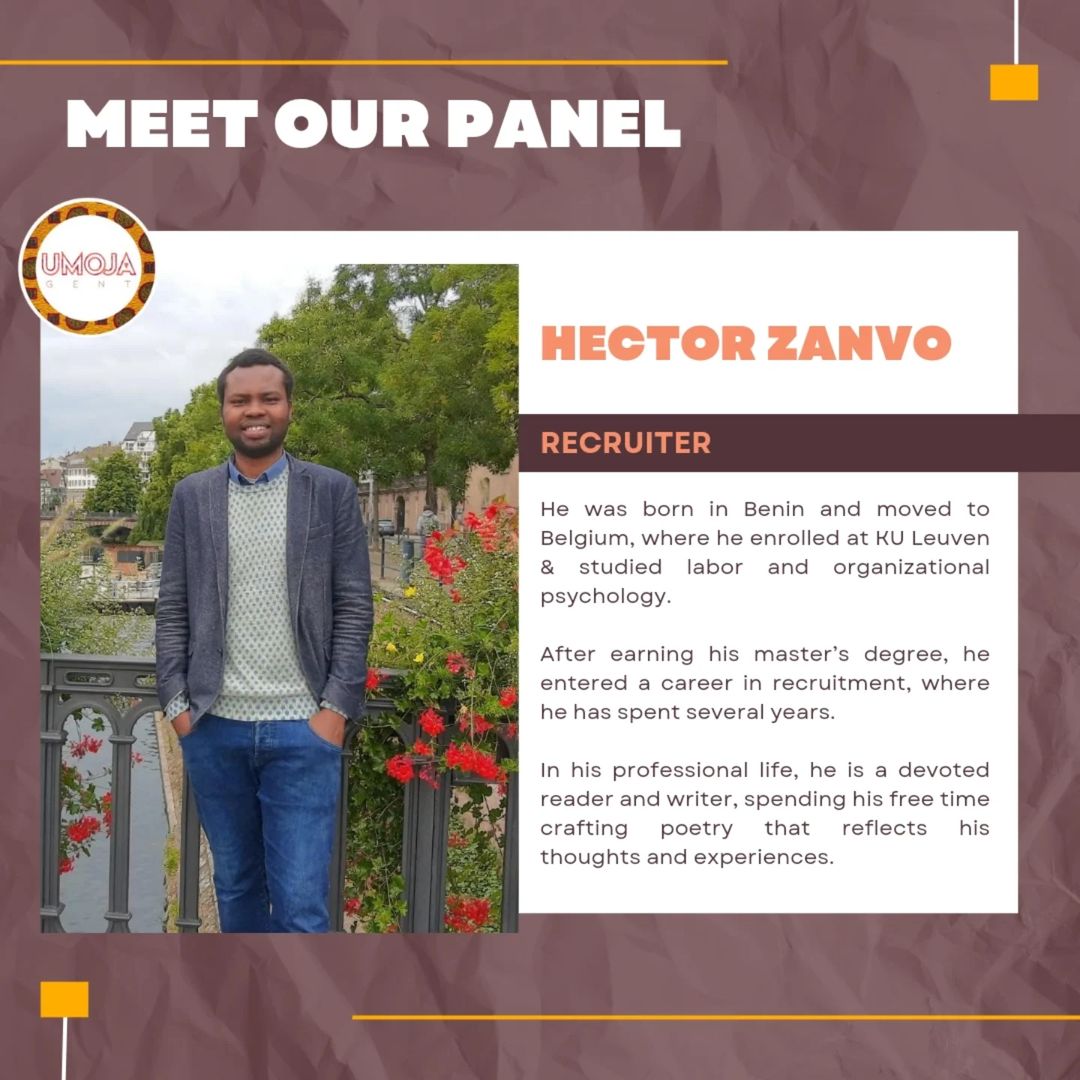 MEET OUR PANEL
UMOJA
GENT
HECTOR ZANVO
RECRUITER
He was born in Benin and moved to
Belgium, where he enrolled at KU Leuven
& studied labor and organizational
psychology.
After earning his master’s degree, he
entered a career in recruitment, where
he has spent several years.
In his professional life, he is a devoted
reader and writer, spending his free time
crafting poetry that reflects his
thoughts and experiences.